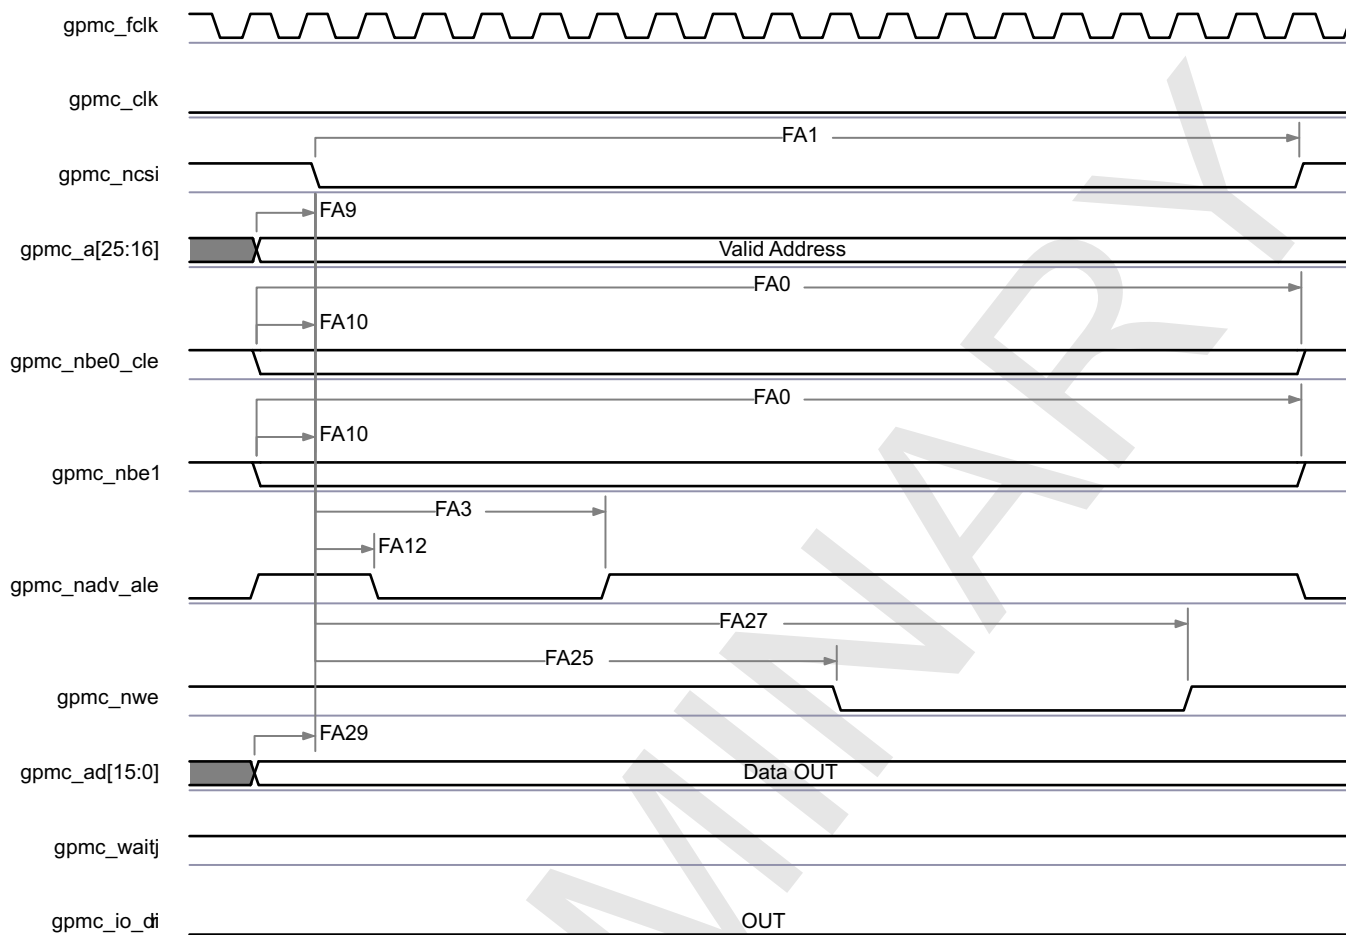 gpmc_fclk
gpmc_clk
FA1
gpmc_ncsi
FA9
gpmc_a[25:16]
Valid Address
FA0
FA10
gpmc_nbe0_cle
FA0
FA10
gpmc_nbe1
FA3
FA12
gpmc_nadv_ale
FA27
FA25
gpmc_nwe
FA29
gpmc_ad[15:0]
Data OUT
gpmc_waitj
gpmc_io_dir
OUT
MINARY